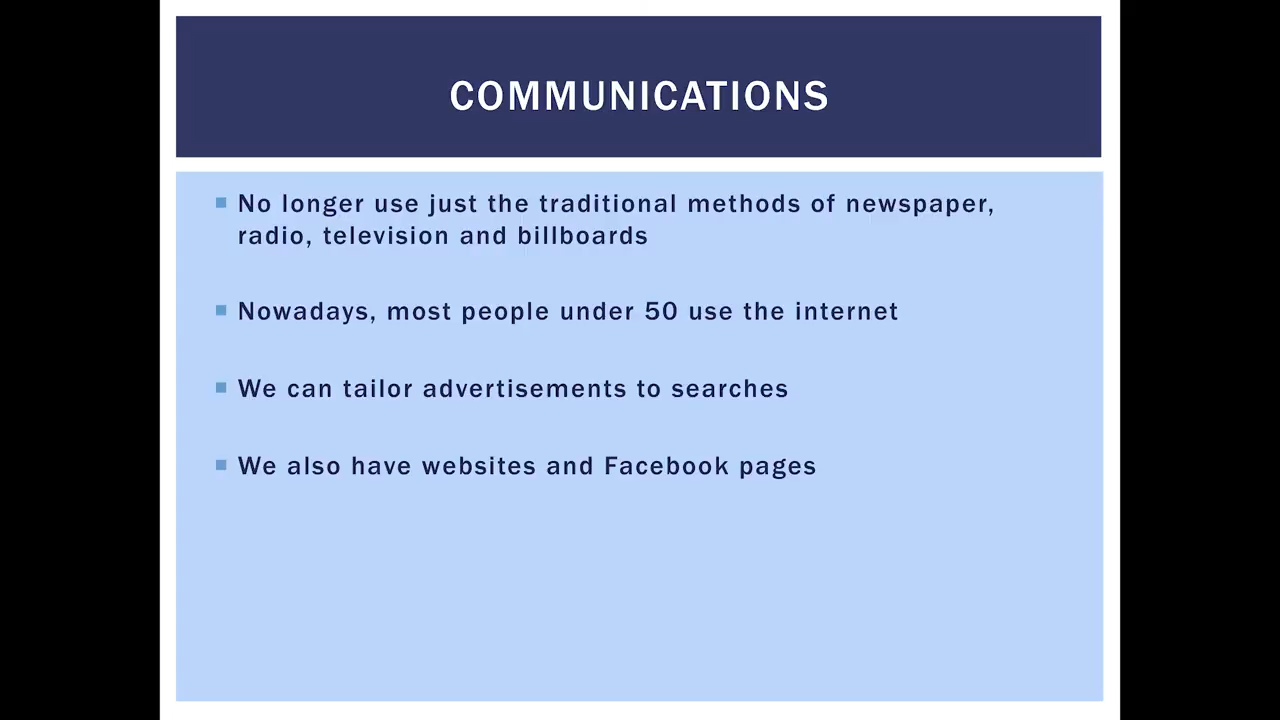 COMMUNICATIONS
No longer use just the traditional methods of newspaper,
radio, television and billboards
Nowadays, most people under 50 use the internet
We can tailor advertisements to searches
We also have websites and Facebook pages